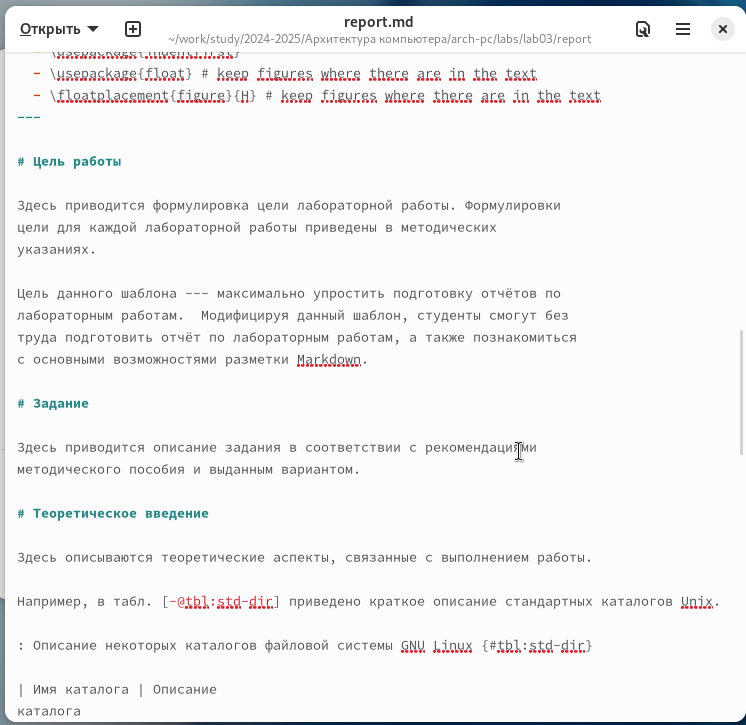 Открыть
report.md
~/work/study/2024-2025/Архитектура компьютера/arch-pc/labs/lab03/report
- \usepackage{indentfirst}
- \usepackage{float} # keep figures where there are in the text
- \floatplacement{figure}{H} # keep figures where there are in the text
---
# Цель работы
Здесь приводится формулировка цели лабораторной работы. Формулировки
цели для каждой лабораторной работы приведены в методических
указаниях.
Цель данного шаблона --- максимально упростить подготовку отчётов по
лабораторным работам.  Модифицируя данный шаблон, студенты смогут без
труда подготовить отчёт по лабораторным работам, а также познакомиться
с основными возможностями разметки Markdown.
# Задание
Здесь приводится описание задания в соответствии с рекомендациями
методического пособия и выданным вариантом.
# Теоретическое введение
Здесь описываются теоретические аспекты, связанные с выполнением работы.
Например, в табл. [-@tbl:std-dir] приведено краткое описание стандартных каталогов Unix.
: Описание некоторых каталогов файловой системы GNU Linux {#tbl:std-dir}
| Имя каталога | Описание
каталога